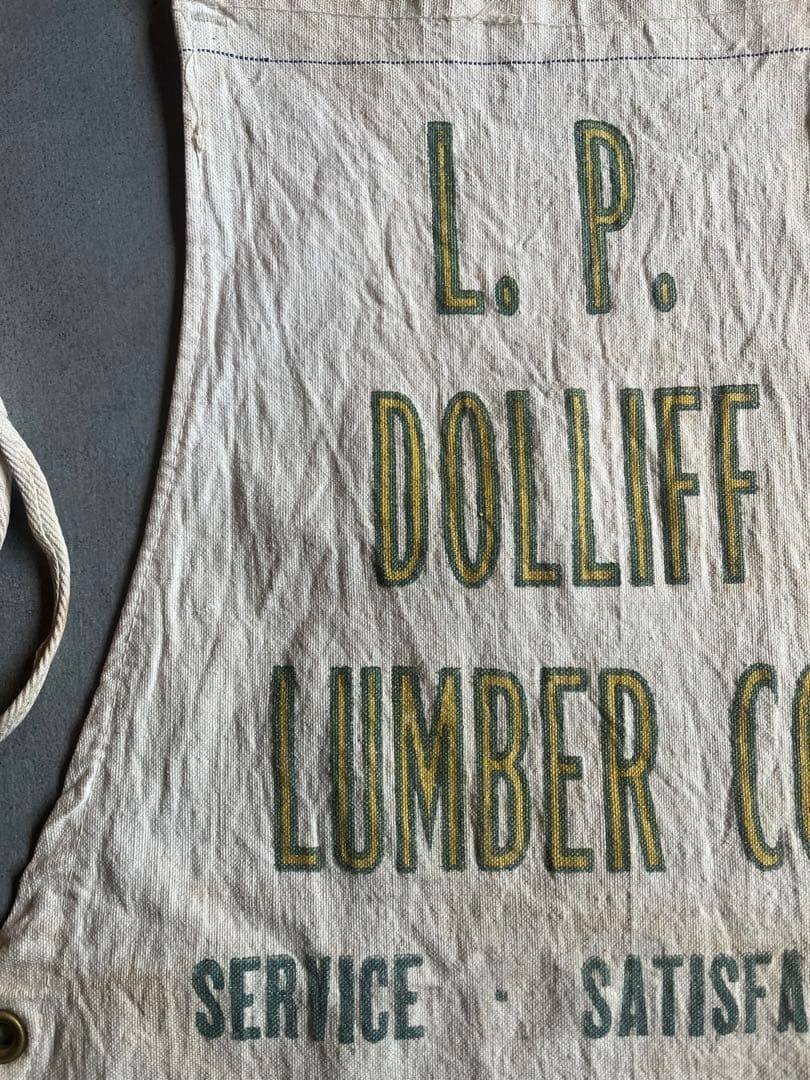 L. P.
DOLLIFF
LUMBER CO
SERVICE · SATISFA